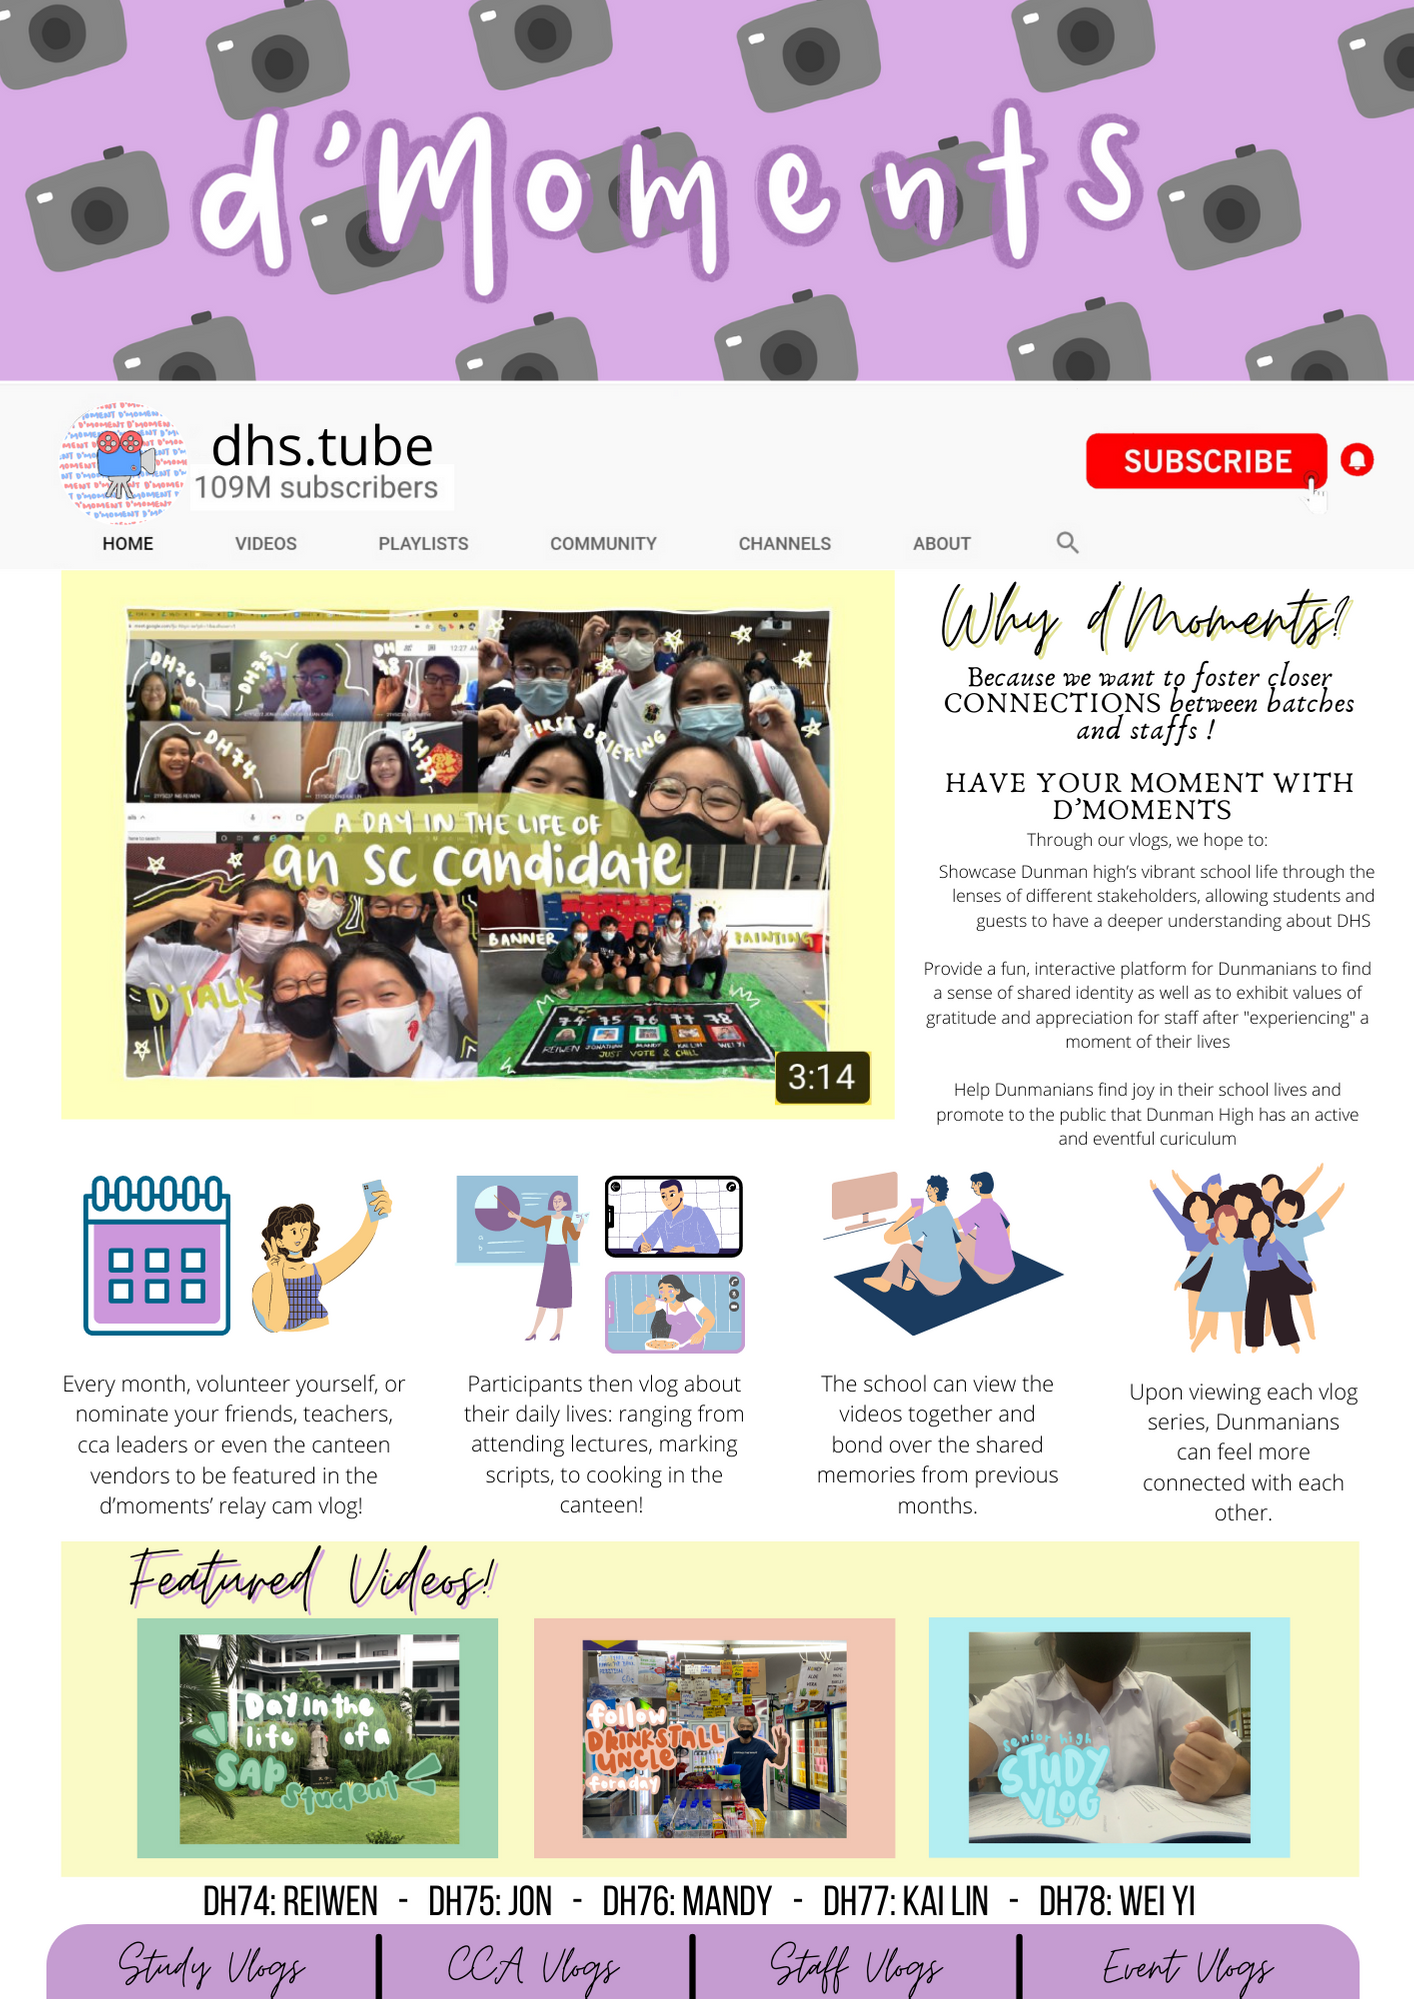 d'Moments
dhs.tube
109M subscribers
SUBSCRIBE
HOME
VIDEOS
PLAYLISTS
COMMUNITY
CHANNELS
ABOUT
DH76
DH75
DH78
12:27 AM
DH74
DH77
FIRST BRIEFING
A DAY IN THE LIFE OF
an SC candidate
D'TALK
BANNER
PAINTING
74 75 76 77 78
REIWEN JONATHAN MANDY KAI LIN WEI YI
JUST VOTE & CHILL
3:14
Why d'Moments?
Because we want to foster closer
CONNECTIONS between batches
and staffs !
HAVE YOUR MOMENT WITH
D'MOMENTS
Through our vlogs, we hope to:
Showcase Dunman high's vibrant school life through the
lenses of different stakeholders, allowing students and
guests to have a deeper understanding about DHS
Provide a fun, interactive platform for Dunmanians to find
a sense of shared identity as well as to exhibit values of
gratitude and appreciation for staff after "experiencing" a
moment of their lives
Help Dunmanians find joy in their school lives and
promote to the public that Dunman High has an active
and eventful curiculum
Every month, volunteer yourself, or
nominate your friends, teachers,
cca leaders or even the canteen
vendors to be featured in the
d'moments' relay cam vlog!
Participants then vlog about
their daily lives: ranging from
attending lectures, marking
scripts, to cooking in the
canteen!
The school can view the
videos together and
bond over the shared
memories from previous
months.
Upon viewing each vlog
series, Dunmanians
can feel more
connected with each
other.
Featured Videos!
Day in the
life of a
SAP
student
follow
DRINKSTALL
UNCLE
for a day
senior high
STUDY
VLOG
DH74: REIWEN - DH75: JON - DH76: MANDY - DH77: KAI LIN - DH78: WEI YI
Study Vlogs
CCA Vlogs
Staff Vlogs
Event Vlogs